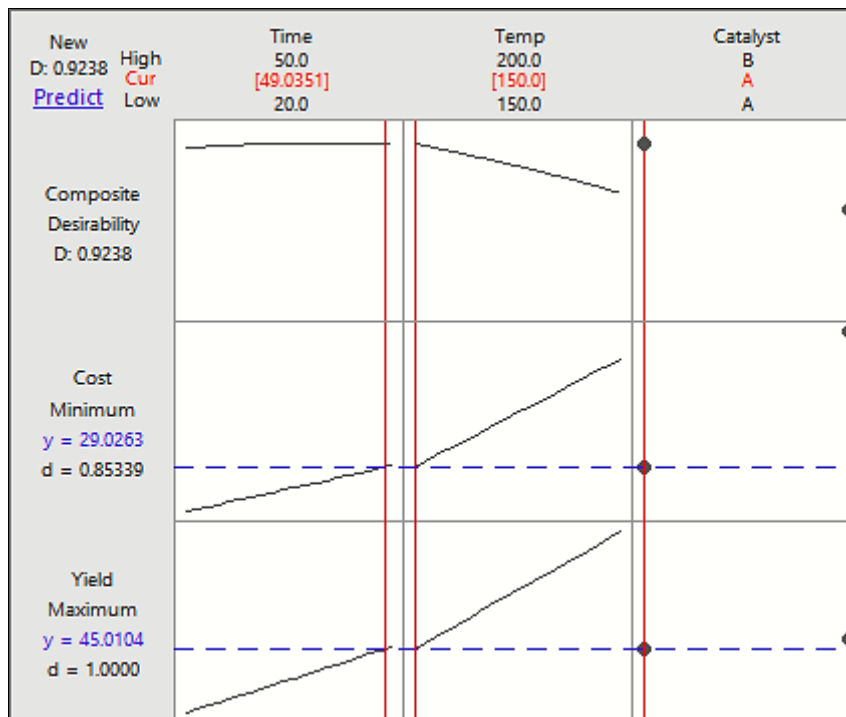 New
D: 0.9238
Predict
High
Cur
Low
Time
50.0
[49.0351]
20.0
Temp
200.0
[150.0]
150.0
Catalyst
B
A
A
Composite
Desirability
D: 0.9238
Cost
Minimum
y = 29.0263
d = 0.85339
Yield
Maximum
y = 45.0104
d = 1.0000